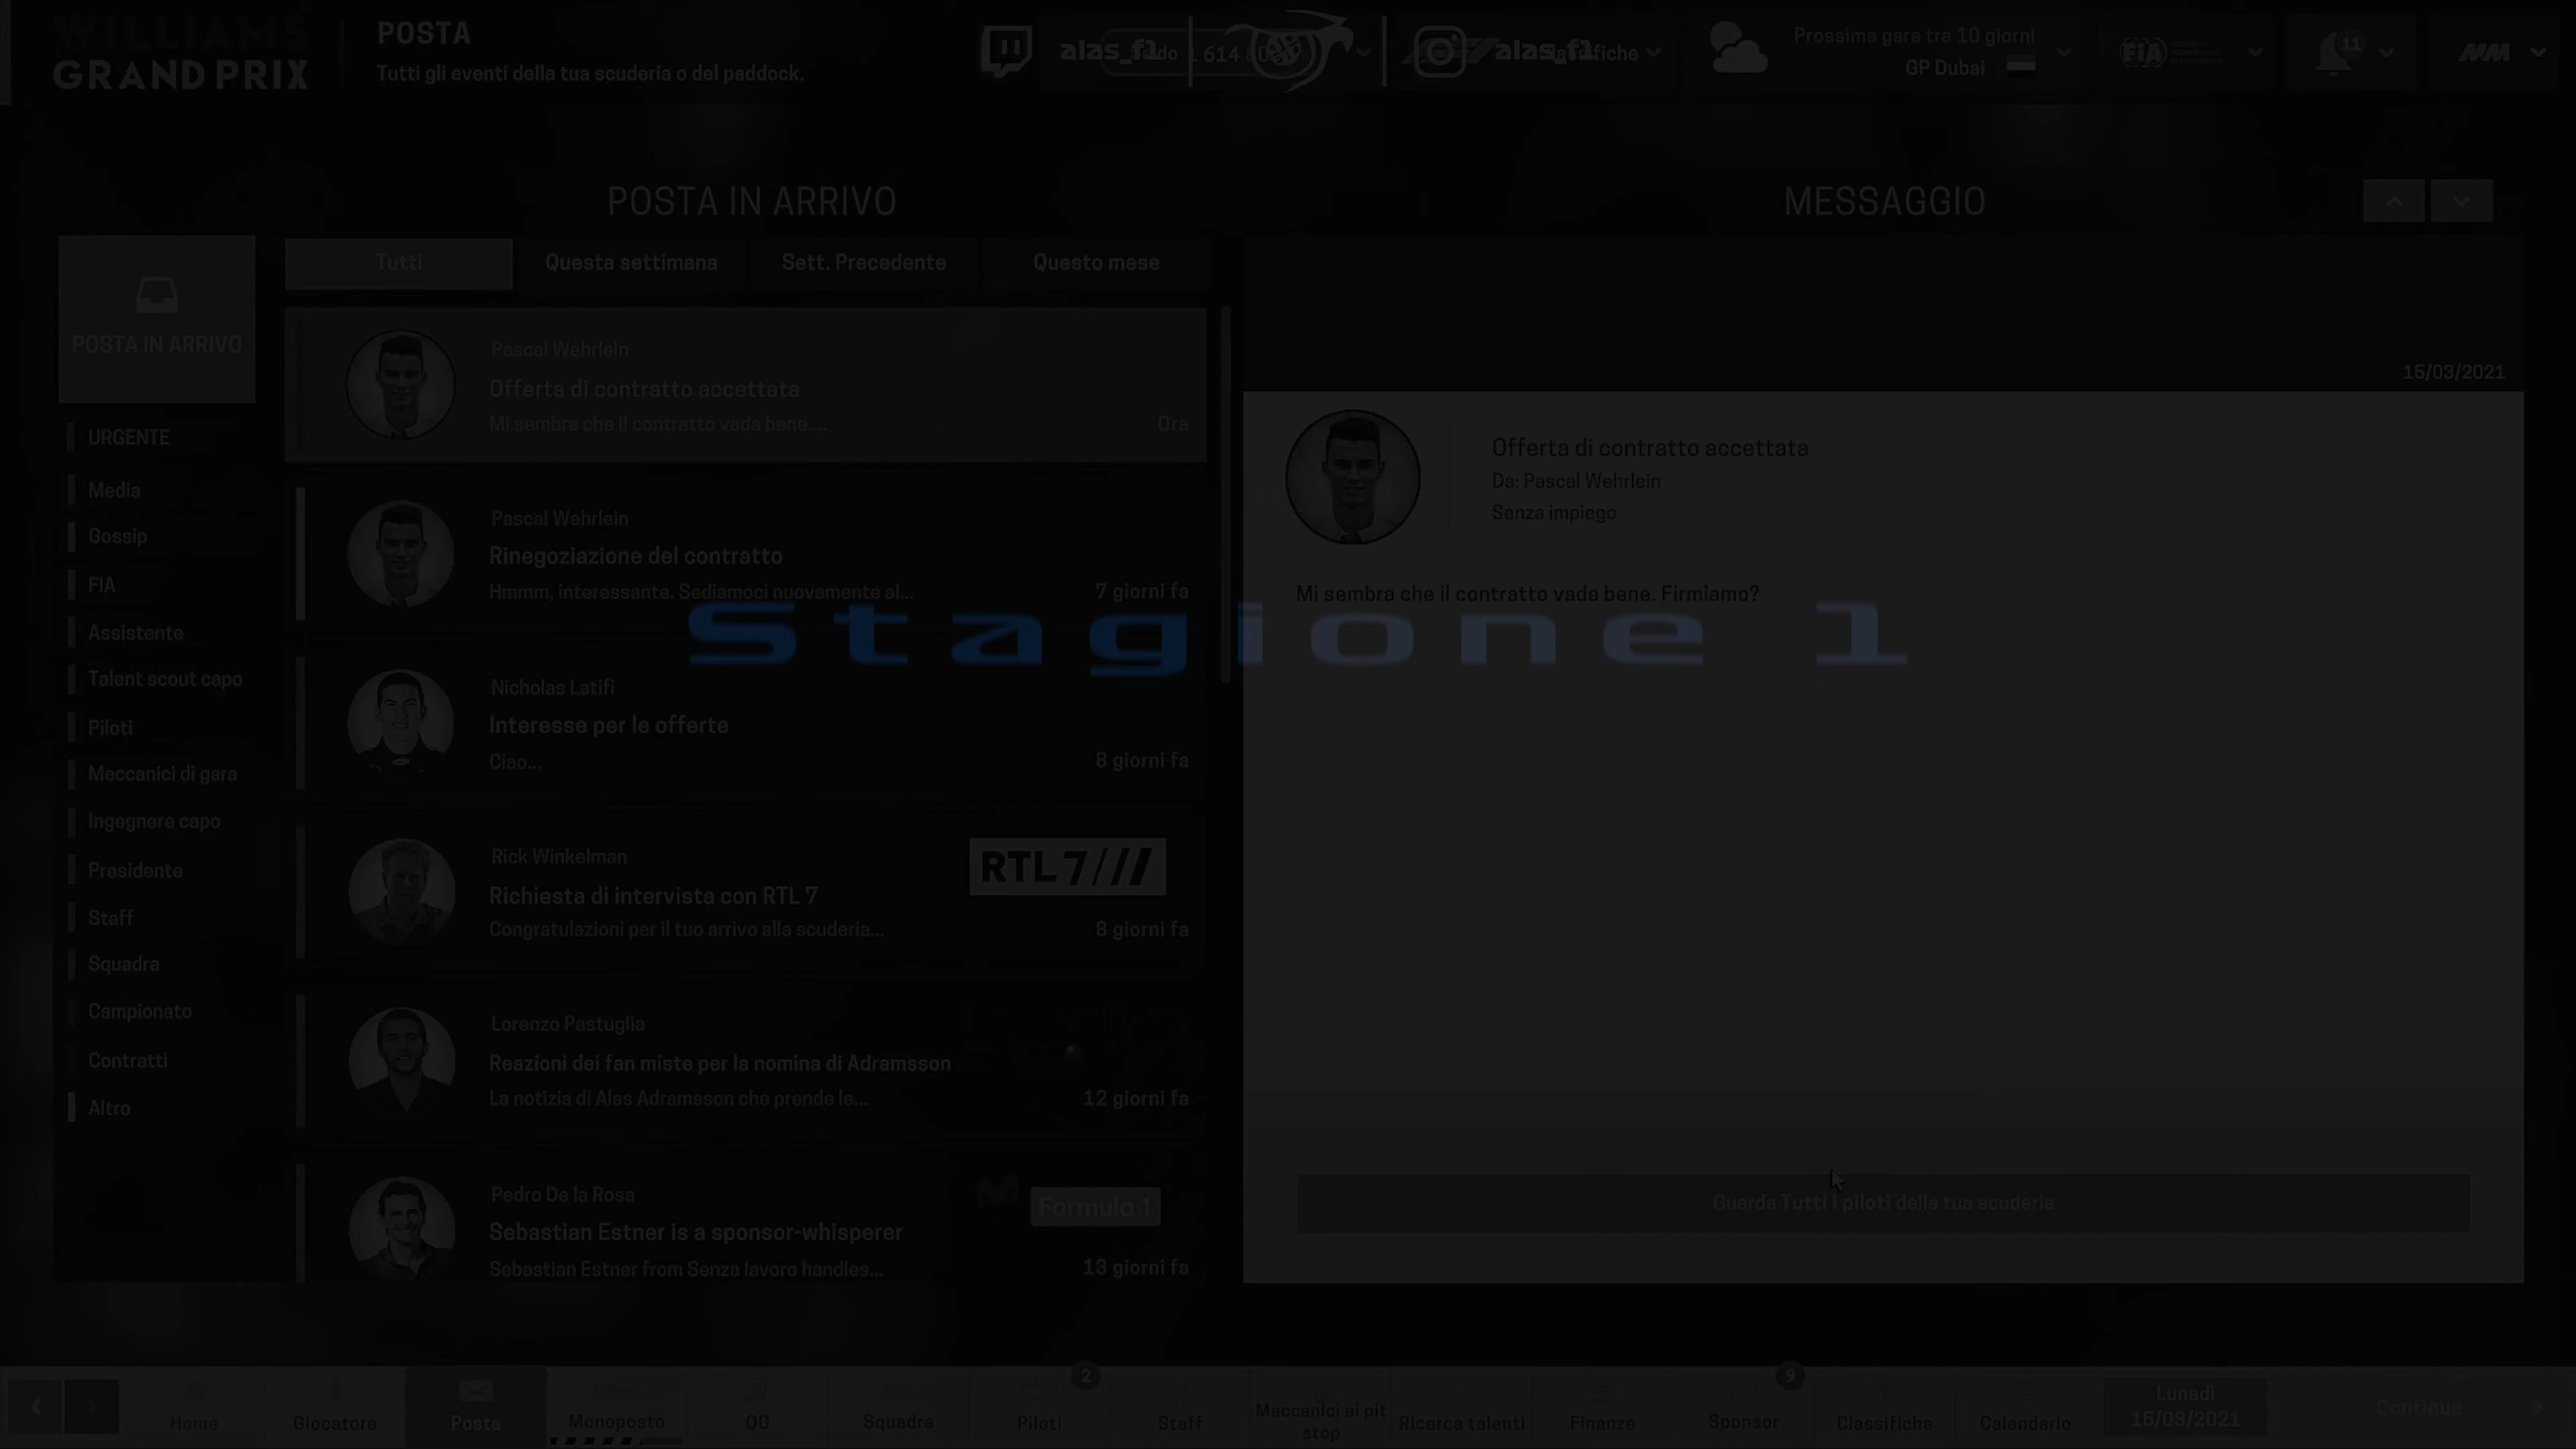 WILLIAMS
GRAND PRIX
POSTA
Tutti gli eventi della tua scuderia o del paddock.
alas_f1
1 614 80
alas_f1
Prossima gara tra 10 giorni
GP Dubai
FIA
11
POSTA IN ARRIVO
MESSAGGIO
POSTA IN ARRIVO
URGENTE
Media
Gossip
FIA
Assistente
Talent scout capo
Piloti
Meccanici di gara
Ingegnere capo
Presidente
Staff
Squadra
Campionato
Contratti
Altro
Tutti
Questa settimana
Sett. Precedente
Questo mese
Pascal Wehrlein
Offerta di contratto accettata
Mi sembra che il contratto vada bene....
Ora
Pascal Wehrlein
Rinegoziazione del contratto
Hmmm, interessante. Sediamoci nuovamente al...
7 giorni fa
Nicholas Latifi
Interesse per le offerte
Ciao...
8 giorni fa
Rick Winkelman
RTL 7
Richiesta di intervista con RTL 7
Congratulazioni per il tuo arrivo alla scuderia...
8 giorni fa
Lorenzo Pastuglia
Reazioni dei fan miste per la nomina di Adramsson
La notizia di Alas Adramsson che prende le...
12 giorni fa
Pedro De la Rosa
Formula 1
Sebastian Estner is a sponsor-whisperer
Sebastian Estner from Senza lavoro handles...
13 giorni fa
15/03/2021
Offerta di contratto accettata
Da: Pascal Wehrlein
Senza impiego
Mi sembra che il contratto vada bene. Firmiamo?
Stagione 1
Guarda Tutti i piloti della tua scuderia
Home
Giocatore
Posta
Monoposto
QG
Squadra
2
Piloti
Staff
Meccanici al pit
stop
Ricerca talenti
Finanze
9
Sponsor
Classifiche
Calendario
Lunedì
15/03/2021
Continua